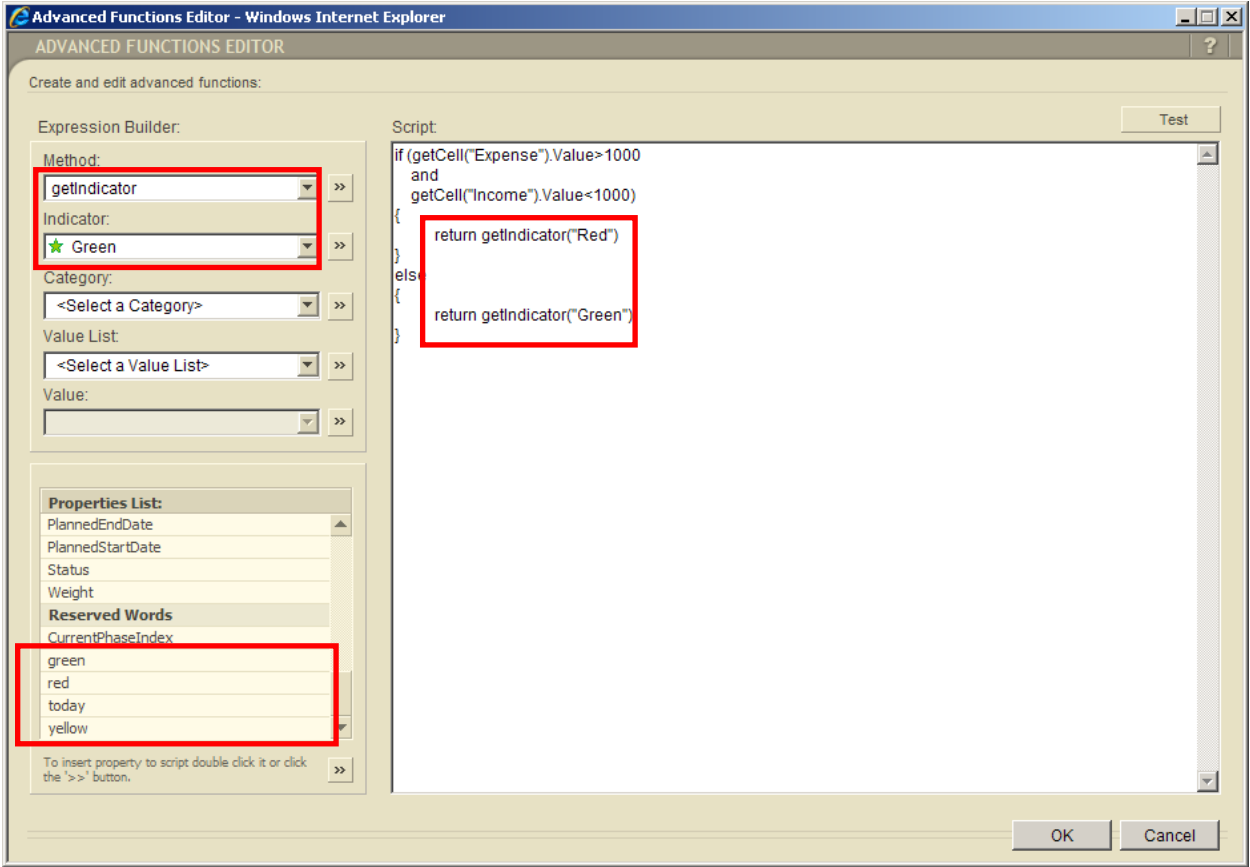 Advanced Functions Editor - Windows Internet Explorer
ADVANCED FUNCTIONS EDITOR
?
Create and edit advanced functions:
Expression Builder:
Method:
getIndicator
>>
Indicator:
Green
>>
Category:
<Select a Category>
>>
Value List:
<Select a Value List>
>>
Value:
>>
Properties List:
PlannedEndDate
PlannedStartDate
Status
Weight
Reserved Words
CurrentPhaseIndex
green
red
today
yellow
To insert property to script double click it or click
the '>>' button.
>>
Script:
Test
if (getCell("Expense").Value>1000
and
getCell("Income").Value<1000)
{
return getIndicator("Red")
}
else
{
return getIndicator("Green")
}
OK
Cancel